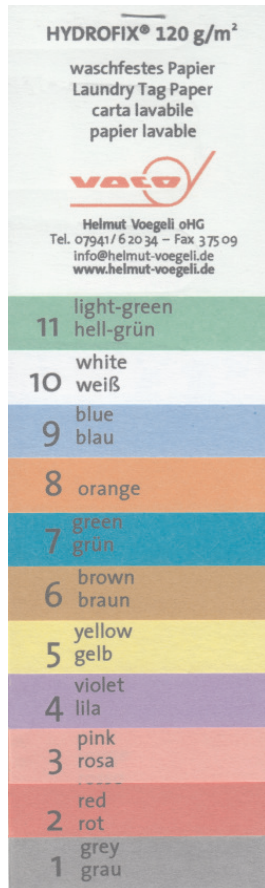 HYDROFIX® 120 g/m²
waschfestes Papier
Laundry Tag Paper
carta lavabile
papier lavable
VOCO
Helmut Voegeli oHG
Tel. 07941/62034 – Fax 37509
info@helmut-voegeli.de
www.helmut-voegeli.de
light-green
11 hell-grün
white
10 weiß
blue
9 blau
8 orange
green
7 grün
brown
6 braun
yellow
5 gelb
violet
4 lila
pink
3 rosa
red
2 rot
grey
1 grau